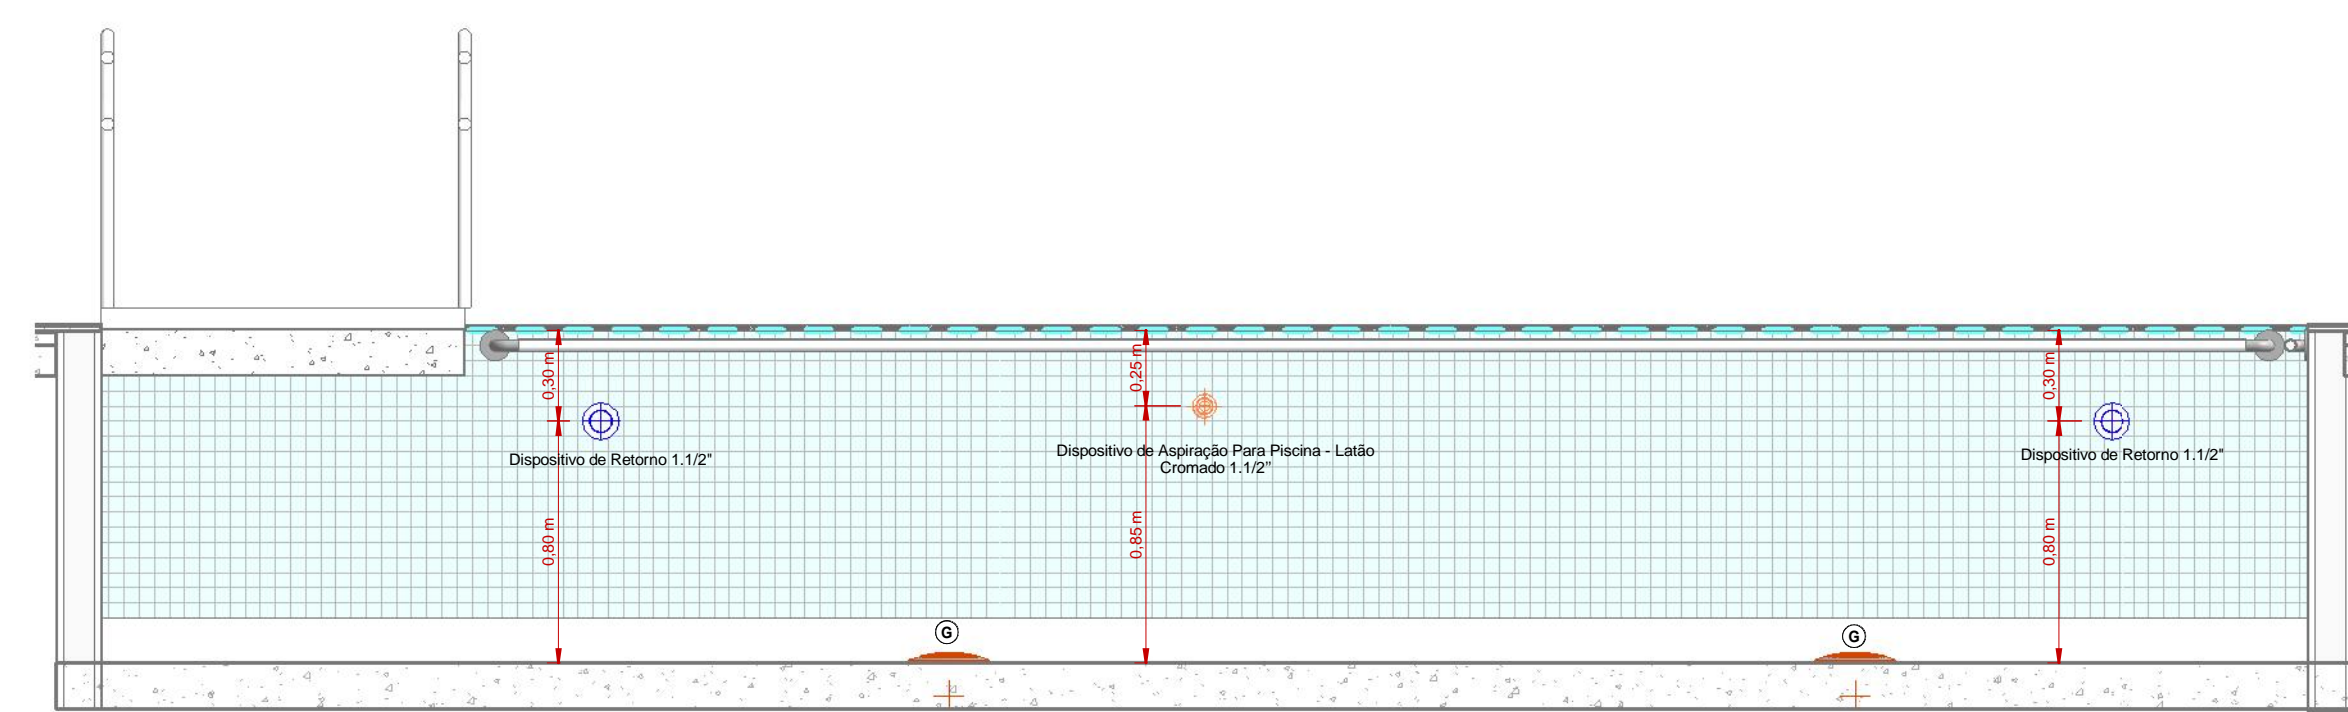 0,30 m
0,25 m
0,30 m
Dispositivo de Retorno 1.1/2"
Dispositivo de Aspiração Para Piscina - Latão
Cromado 1.1/2’’
Dispositivo de Retorno 1.1/2"
0,80 m
0,85 m
0,80 m
G
G